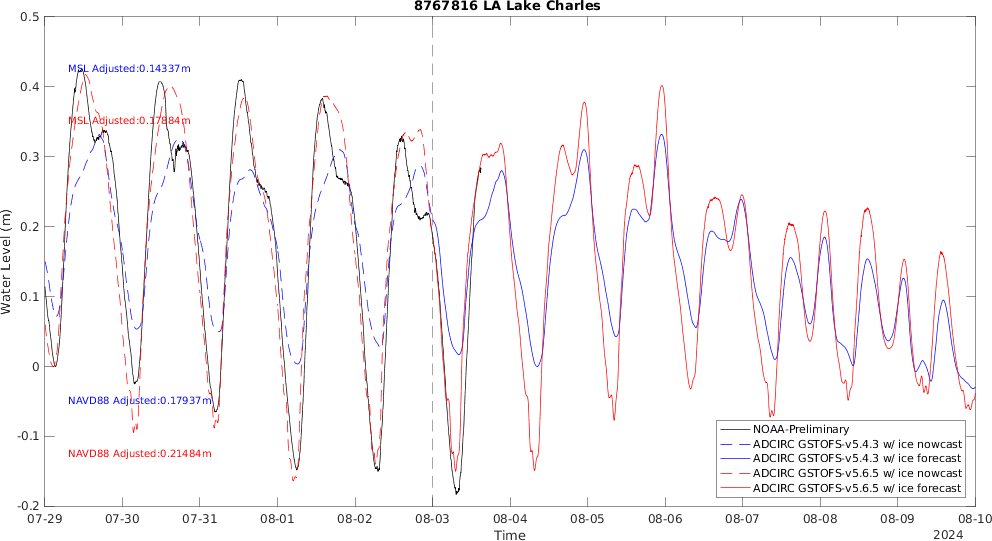 8767816 LA Lake Charles
0.5
0.4
0.3
0.2
0.1
0
-0.1
-0.2
Water Level (m)
MSL Adjusted:0.14337m
MSL Adjusted:0.17884m
NAVD88 Adjusted:0.17937m
NAVD88 Adjusted:0.21484m
NOAA-Preliminary
ADCIRC GSTOFS-v5.4.3 w/ ice nowcast
ADCIRC GSTOFS-v5.4.3 w/ ice forecast
ADCIRC GSTOFS-v5.6.5 w/ ice nowcast
ADCIRC GSTOFS-v5.6.5 w/ ice forecast
07-29 07-30 07-31 08-01 08-02 08-03 08-04 08-05 08-06 08-07 08-08 08-09 08-10
Time
2024